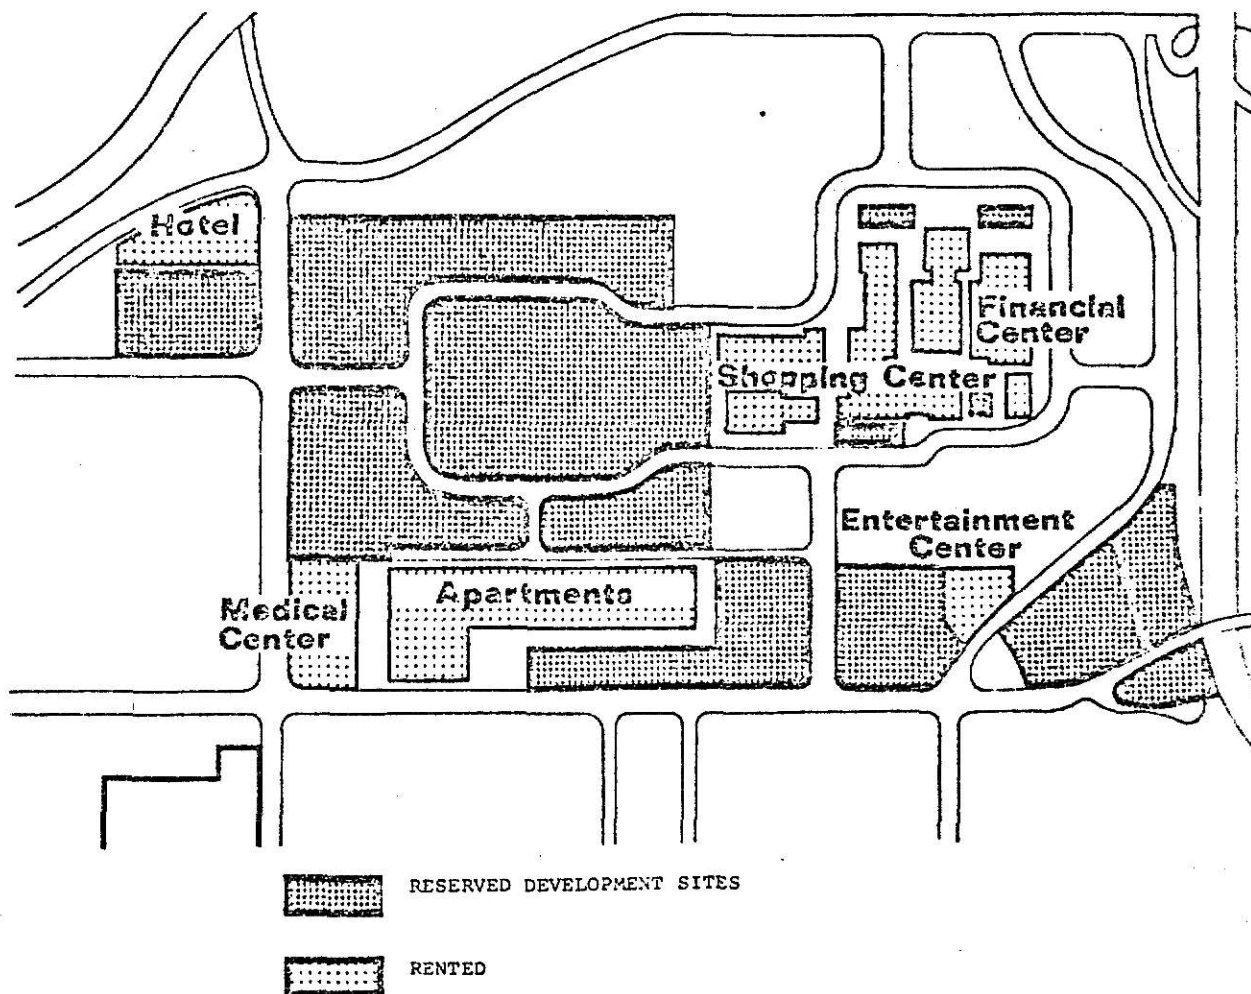 Hotel
Financial
Center
Shopping Center
Entertainment
Center
Apartments
Medical
Center
RESERVED DEVELOPMENT SITES
RENTED